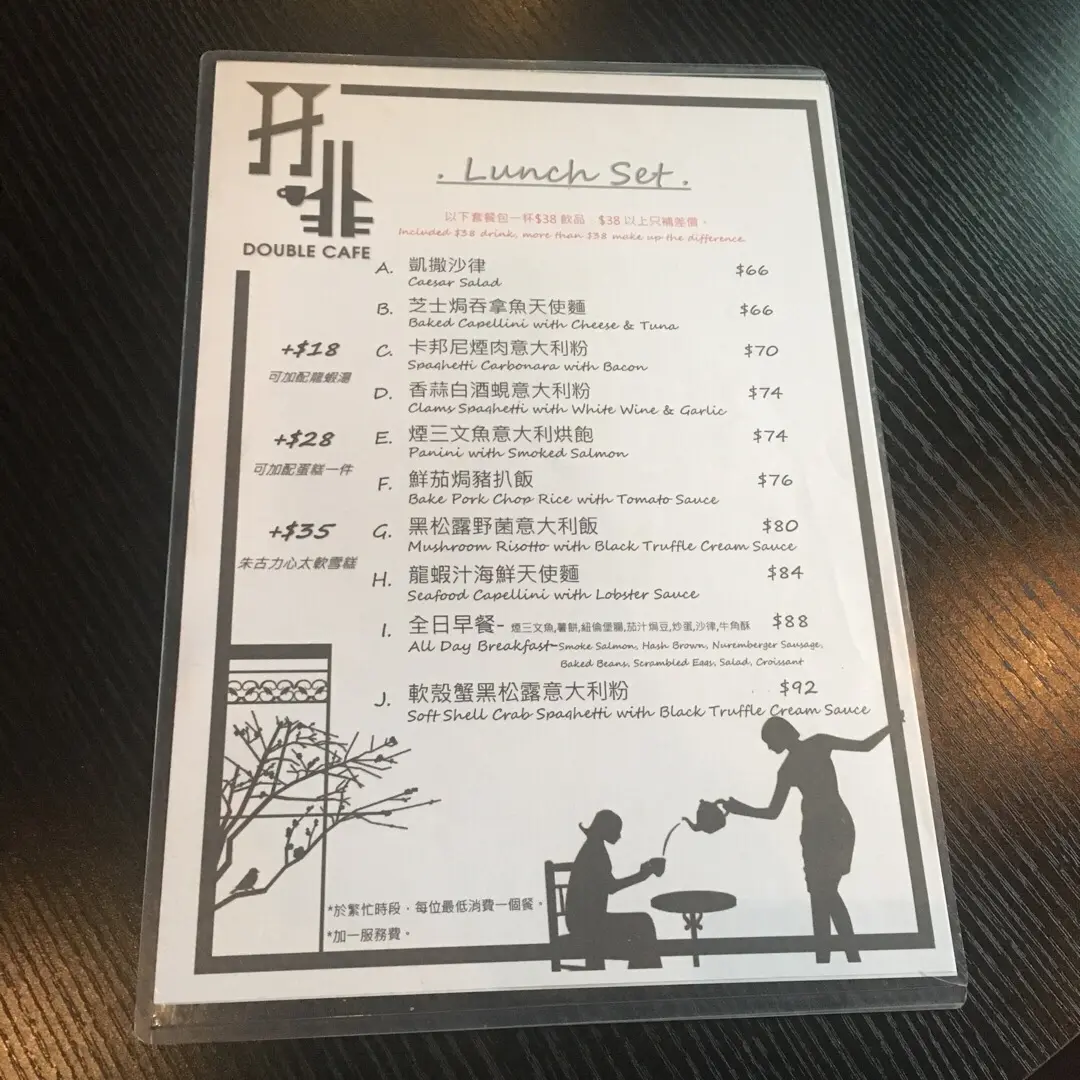 DOUBLE CAFE
. Lunch Set .
以下套餐包一杯$38 飲品﹐$38 以上只補差價。
Included $38 drink, more than $38 make up the difference
A. 凱撒沙律 $66
Caesar Salad
B. 芝士焗吞拿魚天使麵 $66
Baked Capellini with Cheese & Tuna
C. 卡邦尼煙肉意大利粉 $70
Spaghetti Carbonara with Bacon
D. 香蒜白酒蜆意大利粉 $74
Clams Spaghetti with White Wine & Garlic
E. 煙三文魚意大利烘飽 $74
Panini with Smoked Salmon
F. 鮮茄焗豬扒飯 $76
Bake Pork Chop Rice with Tomato Sauce
G. 黑松露野菌意大利飯 $80
Mushroom Risotto with Black Truffle Cream Sauce
H. 龍蝦汁海鮮天使麵 $84
Seafood Capellini with Lobster Sauce
I. 全日早餐- 煙三文魚,薯餅,紐倫堡腸,茄汁焗豆,炒蛋,沙律,牛角酥 $88
All Day Breakfast-Smoke Salmon, Hash Brown, Nuremberger Sausage,
Baked Beans, Scrambled Eggs, Salad, Croissant
J. 軟殼蟹黑松露意大利粉 $92
Soft Shell Crab Spaghetti with Black Truffle Cream Sauce
+$18
可加配龍蝦湯
+$28
可加配蛋糕一件
+$35
朱古力心太軟雪糕
*於繁忙時段﹐每位最低消費一個餐。
*加一服務費。